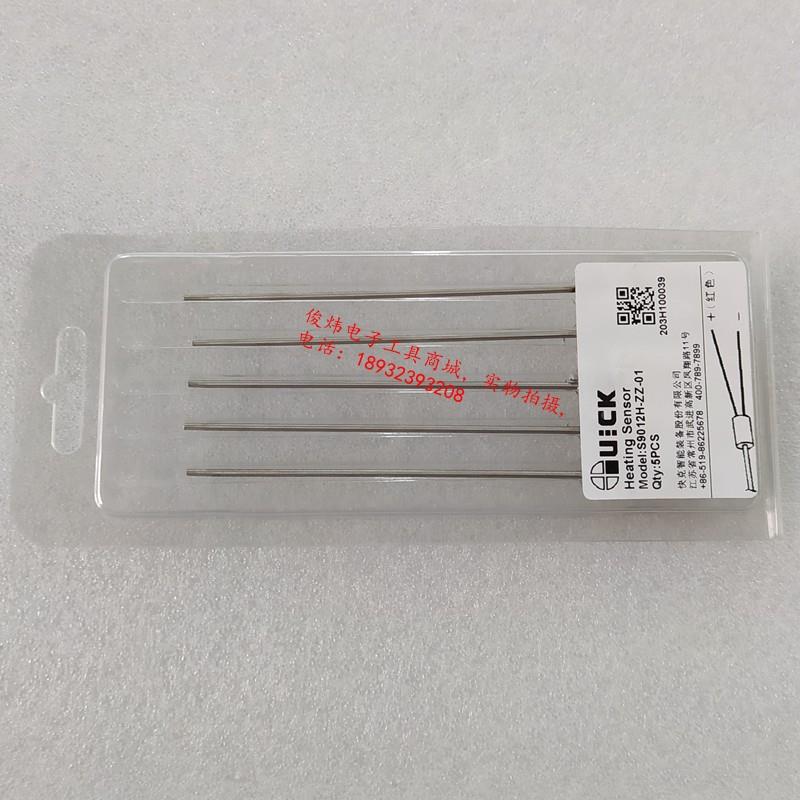 俊炜电子工具商城，实物拍摄，
电话：18932393208
QUICK
Heating Sensor
Model:S9012H-ZZ-01
Qty:5PCS
203H100039
快克智能装备股份有限公司
江苏省常州市武进高新区凤翔路11号
+86-519-86225678 400-789-7899
+（红色）
-